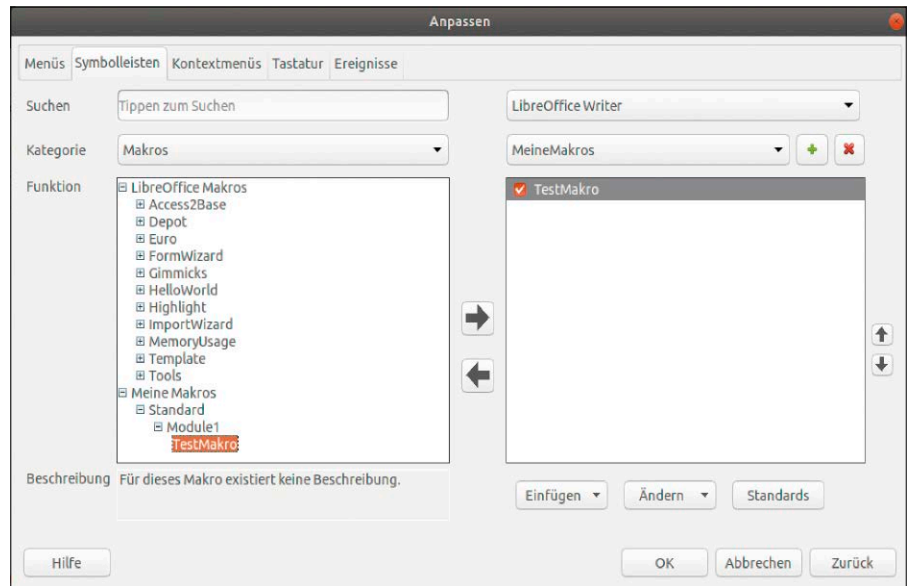 Anpassen
Menüs Symbolleisten Kontextmenüs Tastatur Ereignisse
Suchen Tippen zum Suchen LibreOffice Writer
Kategorie Makros MeineMakros
Funktion LibreOffice Makros TestMakro
Access2Base
Depot
Euro
FormWizard
Gimmicks
HelloWorld
Highlight
ImportWizard
MemoryUsage
Template
Tools
Meine Makros
Standard
Module1
TestMakro
Beschreibung Für dieses Makro existiert keine Beschreibung.
Einfügen Ändern Standards
Hilfe OK Abbrechen Zurück